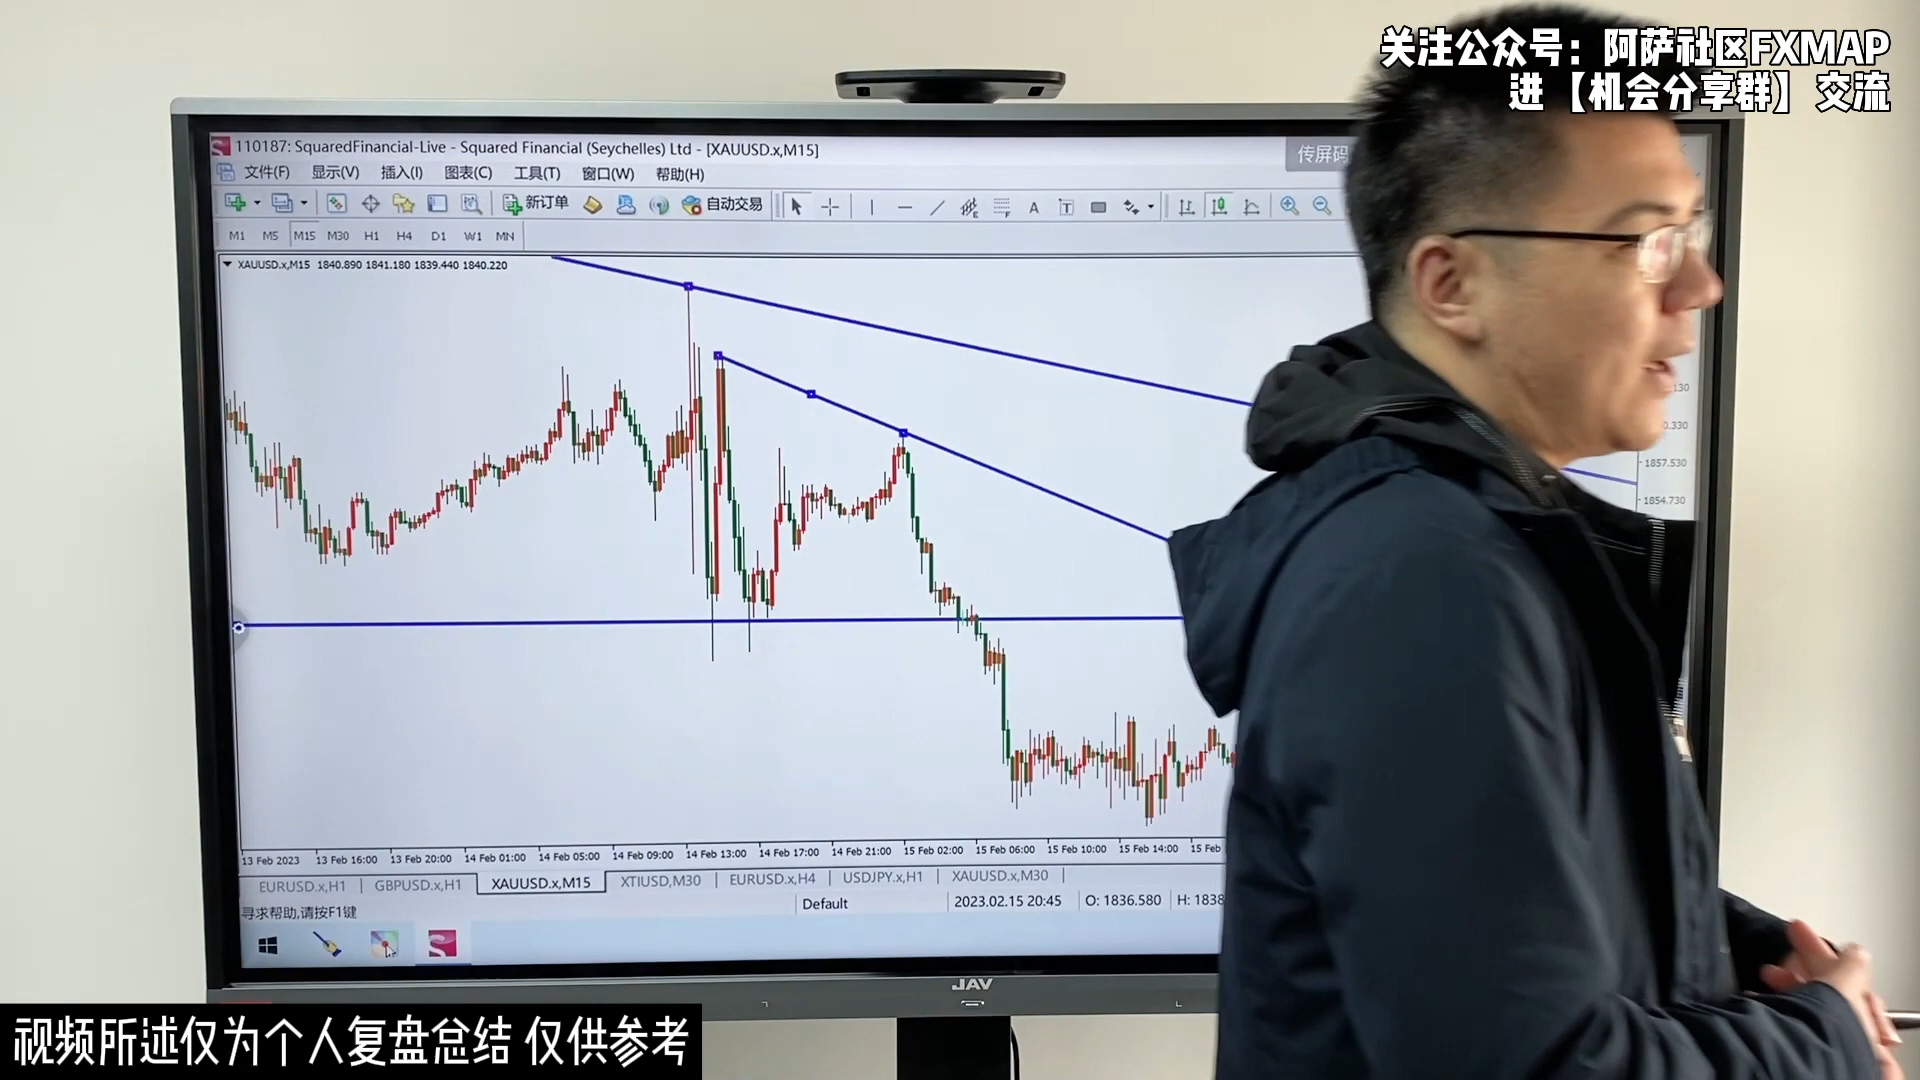 关注公众号：阿萨社区FXMAP
进【机会分享群】交流
110187: SquaredFinancial-Live - Squared Financial (Seychelles) Ltd - [XAUUSD.x,M15]
传屏码
文件(F) 显示(V) 插入(I) 图表(C) 工具(T) 窗口(W) 帮助(H)
新订单 自动交易
M1 M5 M15 M30 H1 H4 D1 W1 MN
XAUUSD.x,M15 1840.890 1841.180 1839.440 1840.220
1857.530
1854.730
13 Feb 2023 13 Feb 16:00 13 Feb 20:00 14 Feb 01:00 14 Feb 05:00 14 Feb 09:00 14 Feb 13:00 14 Feb 17:00 14 Feb 21:00 15 Feb 02:00 15 Feb 06:00 15 Feb 10:00 15 Feb 14:00 15 Feb
EURUSD.x,H1 GBPUSD.x,H1 XAUUSD.x,M15 XTIUSD,M30 EURUSD.x,H4 USDJPY.x,H1 XAUUSD.x,M30
寻求帮助,请按F1键 Default 2023.02.15 20:45 O: 1836.580 H: 1838
JAV
视频所述仅为个人复盘总结 仅供参考